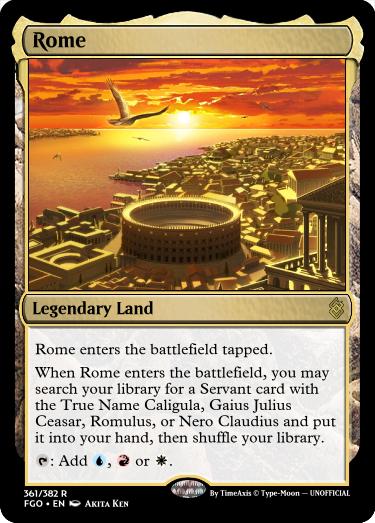 Rome
Legendary Land
Rome enters the battlefield tapped.
When Rome enters the battlefield, you may
search your library for a Servant card with
the True Name Caligula, Gaius Julius
Ceasar, Romulus, or Nero Claudius and put
it into your hand, then shuffle your library.
: Add , or .
361/382 R
FGO • EN Akita Ken
By TimeAxis © Type-Moon — UNOFFICIAL